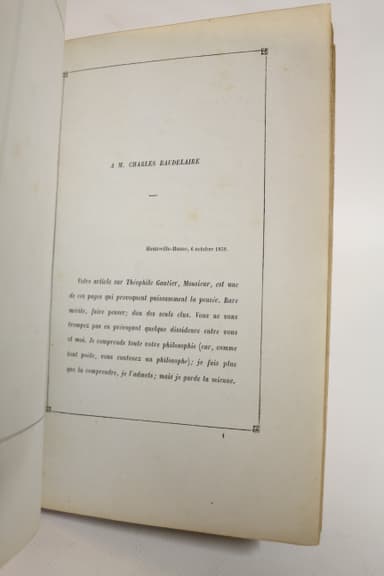 A M. CHARLES BAUDELAIRE
Hauteville-House, 6 octobre 1859.
Votre article sur Théophile Gautier, Monsieur, est une
de ces pages qui provoquent puissamment la pensée. Rare
mérite, faire penser; don des seuls élus. Vous ne vous
trompez pas en prévoyant quelque dissidence entre vous
et moi. Je comprends toute votre philosophie (car, comme
tout poëte, vous contenez un philosophe); je fais plus
que la comprendre, je l'admets; mais je garde la mienne.
1